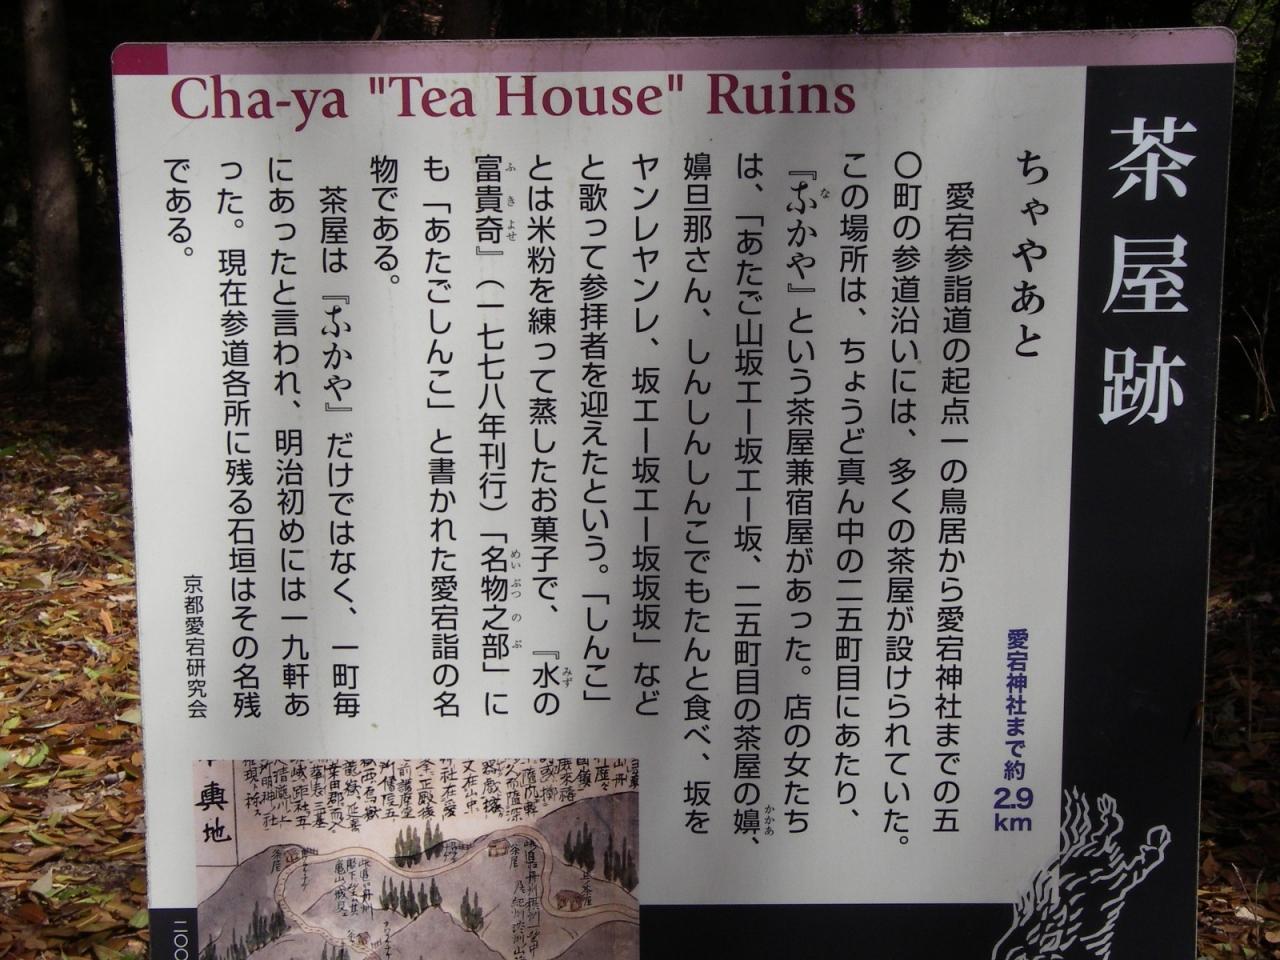 Cha-ya "Tea House" Ruins
茶屋跡
ちゃやあと
愛宕神社まで約2.9km
愛宕参詣道の起点一の鳥居から愛宕神社までの五
〇町の参道沿いには、多くの茶屋が設けられていた。
この場所は、ちょうど真ん中の二五町目にあたり、
『なかや』という茶屋兼宿屋があった。店の女たち
は、「あたご山坂エー坂エー坂、二五町目の茶屋の嬶、
嬶旦那さん、しんしんしんこでもたんと食べ、坂を
ヤンレヤンレ、坂エー坂エー坂坂坂」など
と歌って参拝者を迎えたという。「しんこ」
とは米粉を練って蒸したお菓子で、『水の
富貴奇』(一七七八年刊行)「名物之部」に
も「あたごしんこ」と書かれた愛宕詣の名
物である。
茶屋は『なかや』だけではなく、一町毎
にあったと言われ、明治初めには一九軒あ
った。現在参道各所に残る石垣はその名残
である。
京都愛宕研究会
輿地
茶屋
茶屋
二〇〇